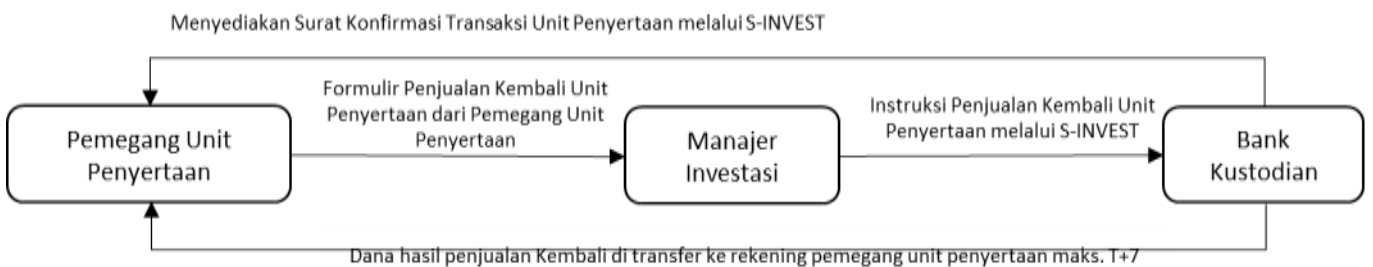 Menyediakan Surat Konfirmasi Transaksi Unit Penyertaan melalui S-INVEST
Formulir Penjualan Kembali Unit
Penyertaan dari Pemegang Unit
Penyertaan
Instruksi Penjualan Kembali Unit
Penyertaan melalui S-INVEST
Pemegang Unit
Penyertaan
Manajer
Investasi
Bank
Kustodian
Dana hasil penjualan Kembali di transfer ke rekening pemegang unit penyertaan maks. T+7